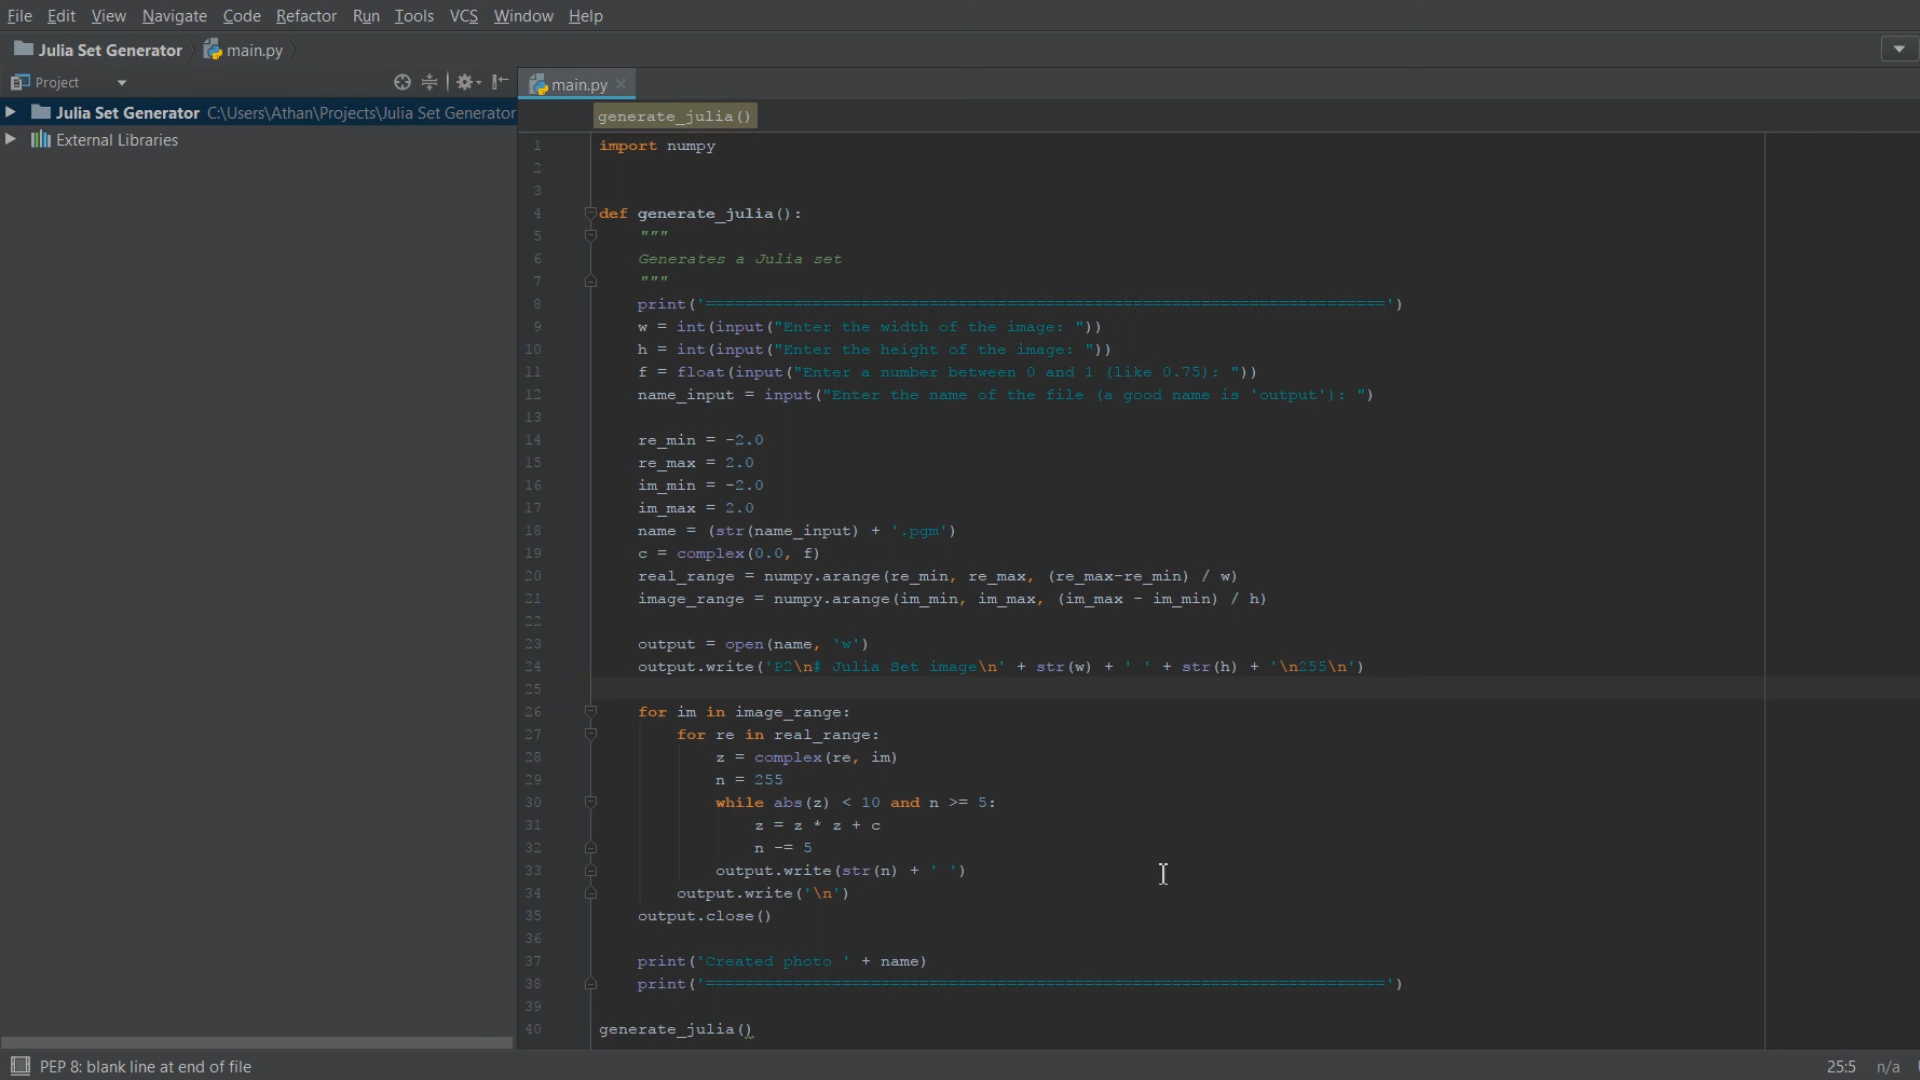 File Edit View Navigate Code Refactor Run Tools VCS Window Help
Julia Set Generator main.py
Project
main.py
Julia Set Generator C:\Users\Athan\Projects\Julia Set Generator
External Libraries
generate_julia()
1 import numpy
2
3
4 def generate_julia():
5 """
6 Generates a Julia set
7 """
8 print('======================================================================')
9 w = int(input("Enter the width of the image: "))
10 h = int(input("Enter the height of the image: "))
11 f = float(input("Enter a number between 0 and 1 (like 0.75): "))
12 name_input = input("Enter the name of the file (a good name is 'output'): ")
13
14 re_min = -2.0
15 re_max = 2.0
16 im_min = -2.0
17 im_max = 2.0
18 name = (str(name_input) + '.pgm')
19 c = complex(0.0, f)
20 real_range = numpy.arange(re_min, re_max, (re_max-re_min) / w)
21 image_range = numpy.arange(im_min, im_max, (im_max - im_min) / h)
22
23 output = open(name, 'w')
24 output.write('P2\n# Julia Set image\n' + str(w) + ' ' + str(h) + '\n255\n')
25
26 for im in image_range:
27 for re in real_range:
28 z = complex(re, im)
29 n = 255
30 while abs(z) < 10 and n >= 5:
31 z = z * z + c
32 n -= 5
33 output.write(str(n) + ' ')
34 output.write('\n')
35 output.close()
36
37 print('Created photo ' + name)
38 print('======================================================================')
39
40 generate_julia()
PEP 8: blank line at end of file 25:5 n/a